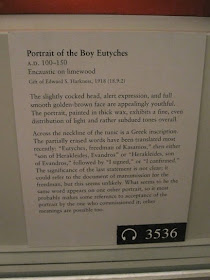 Portrait of the Boy Eutyches
A.D. 100–150
Encaustic on limewood
Gift of Edward S. Harkness, 1918 (18.9.2)
The slightly cocked head, alert expression, and full
smooth golden-brown face are appealingly youthful.
The portrait, painted in thick wax, exhibits a fine, even
distribution of light and rather subdued tones overall.
Across the neckline of the tunic is a Greek inscription.
The partially erased words have been translated most
recently: "Eutyches, freedman of Kasanios," then either
"son of Herakleides, Evandros" or "Herakleides, son
of Evandros," followed by "I signed," or
The significance of the last statement is not clear; it
could refer to the document of manumission for the
freedman, but this seems unlikely. What seems to be the
same word appears on one other portrait, so it most
probably makes some reference to acceptance of the
portrait by the one who commissioned it; other
meanings are possible too.
3536